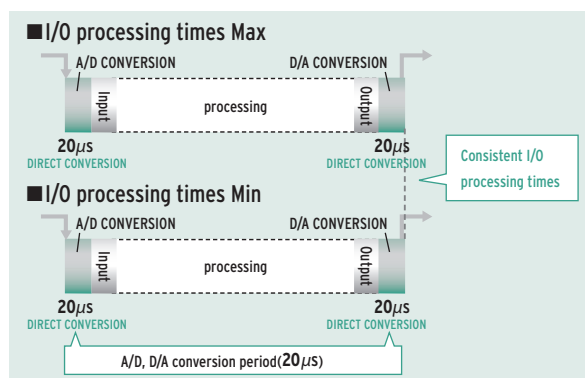 ■I/O processing times Max
A/D CONVERSION
D/A CONVERSION
Input
processing
Output
20μs
20μs
DIRECT CONVERSION
DIRECT CONVERSION
Consistent I/O
processing times
■I/O processing times Min
A/D CONVERSION
D/A CONVERSION
Input
processing
Output
20μs
20μs
DIRECT CONVERSION
DIRECT CONVERSION
A/D, D/A conversion period(20μs)